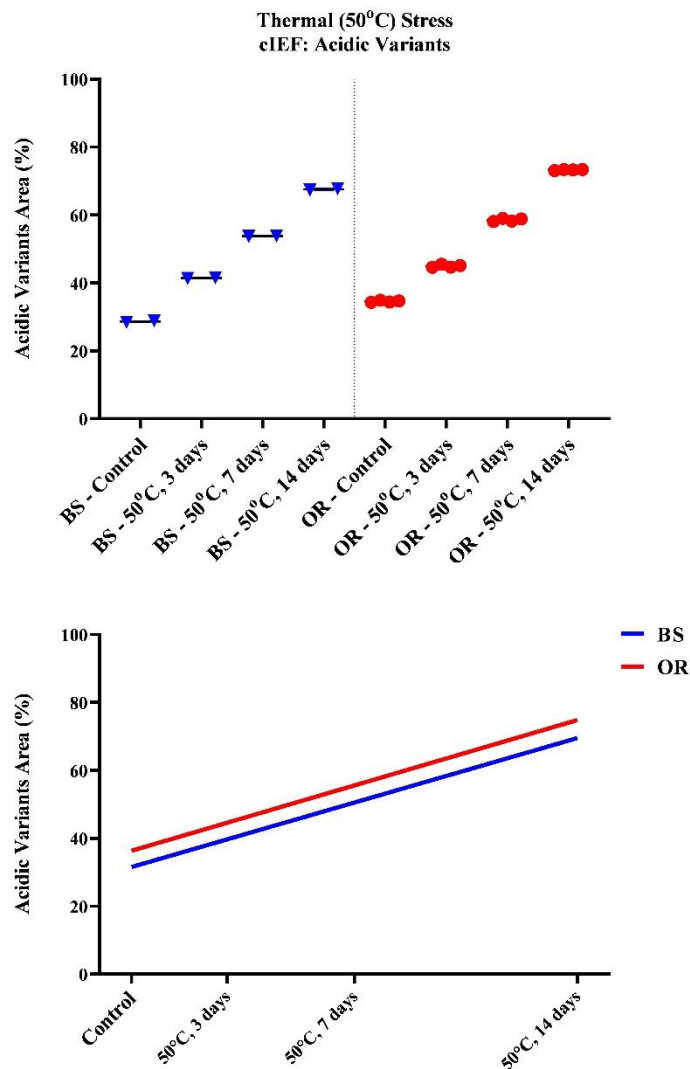 Thermal (50°C) Stress
cIEF: Acidic Variants
Acidic Variants Area (%)
100
80
60
40
20
0
BS - Control
BS - 50°C, 3 days
BS - 50°C, 7 days
BS - 50°C, 14 days
OR - Control
OR - 50°C, 3 days
OR - 50°C, 7 days
OR - 50°C, 14 days
Acidic Variants Area (%)
100
80
60
40
20
0
Control
50°C, 3 days
50°C, 7 days
50°C, 14 days
BS
OR